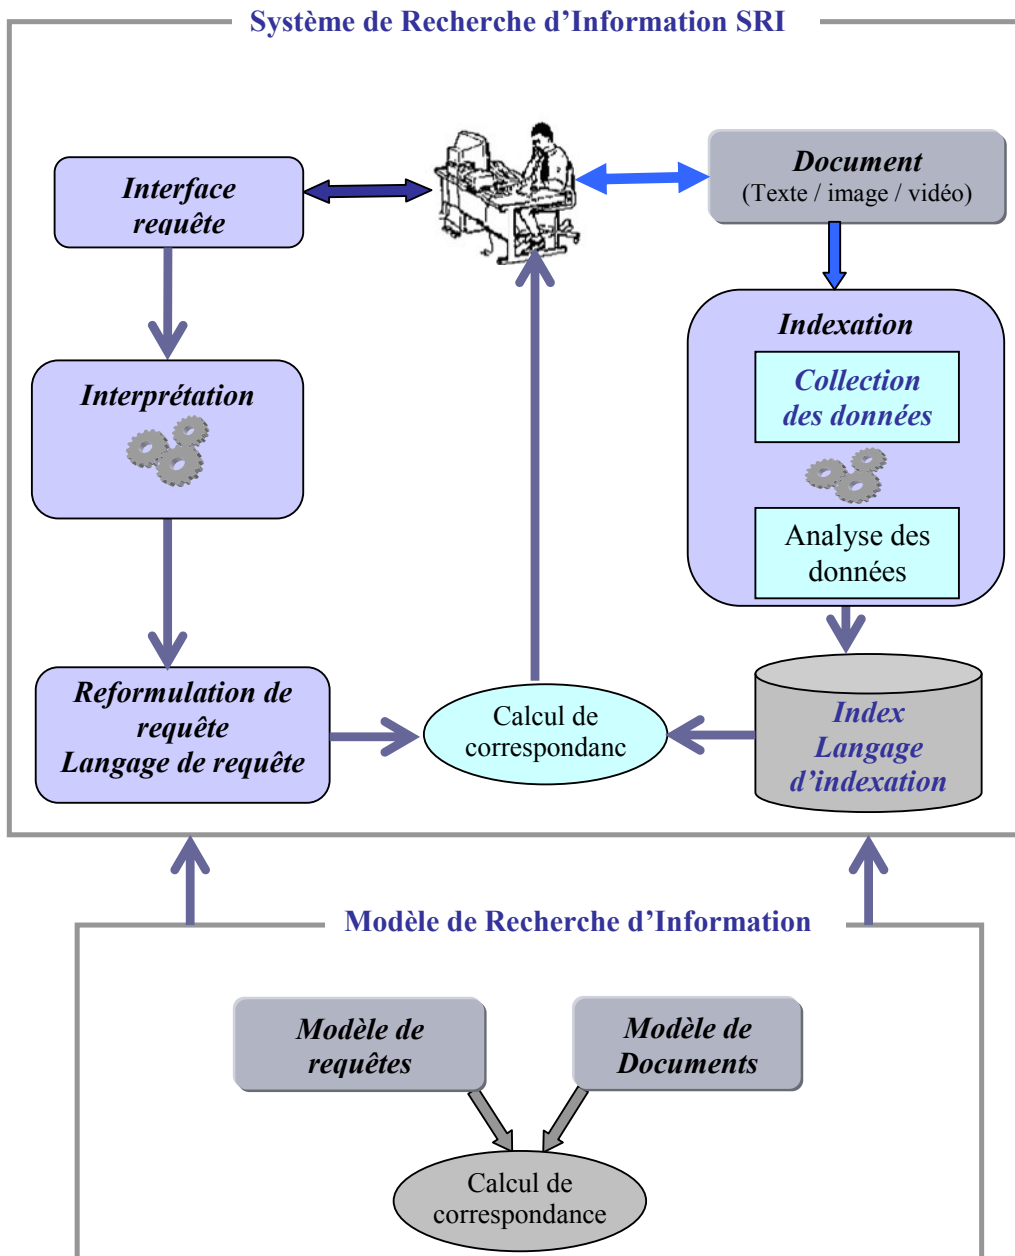 Système de Recherche d'Information SRI
Interface
requête
Document
(Texte / image / vidéo)
Interprétation
Indexation
Collection
des données
Analyse des
données
Reformulation de
requête
Langage de requête
Calcul de
correspondanc
Index
Langage
d'indexation
Modèle de Recherche d'Information
Modèle de
requêtes
Modèle de
Documents
Calcul de
correspondance